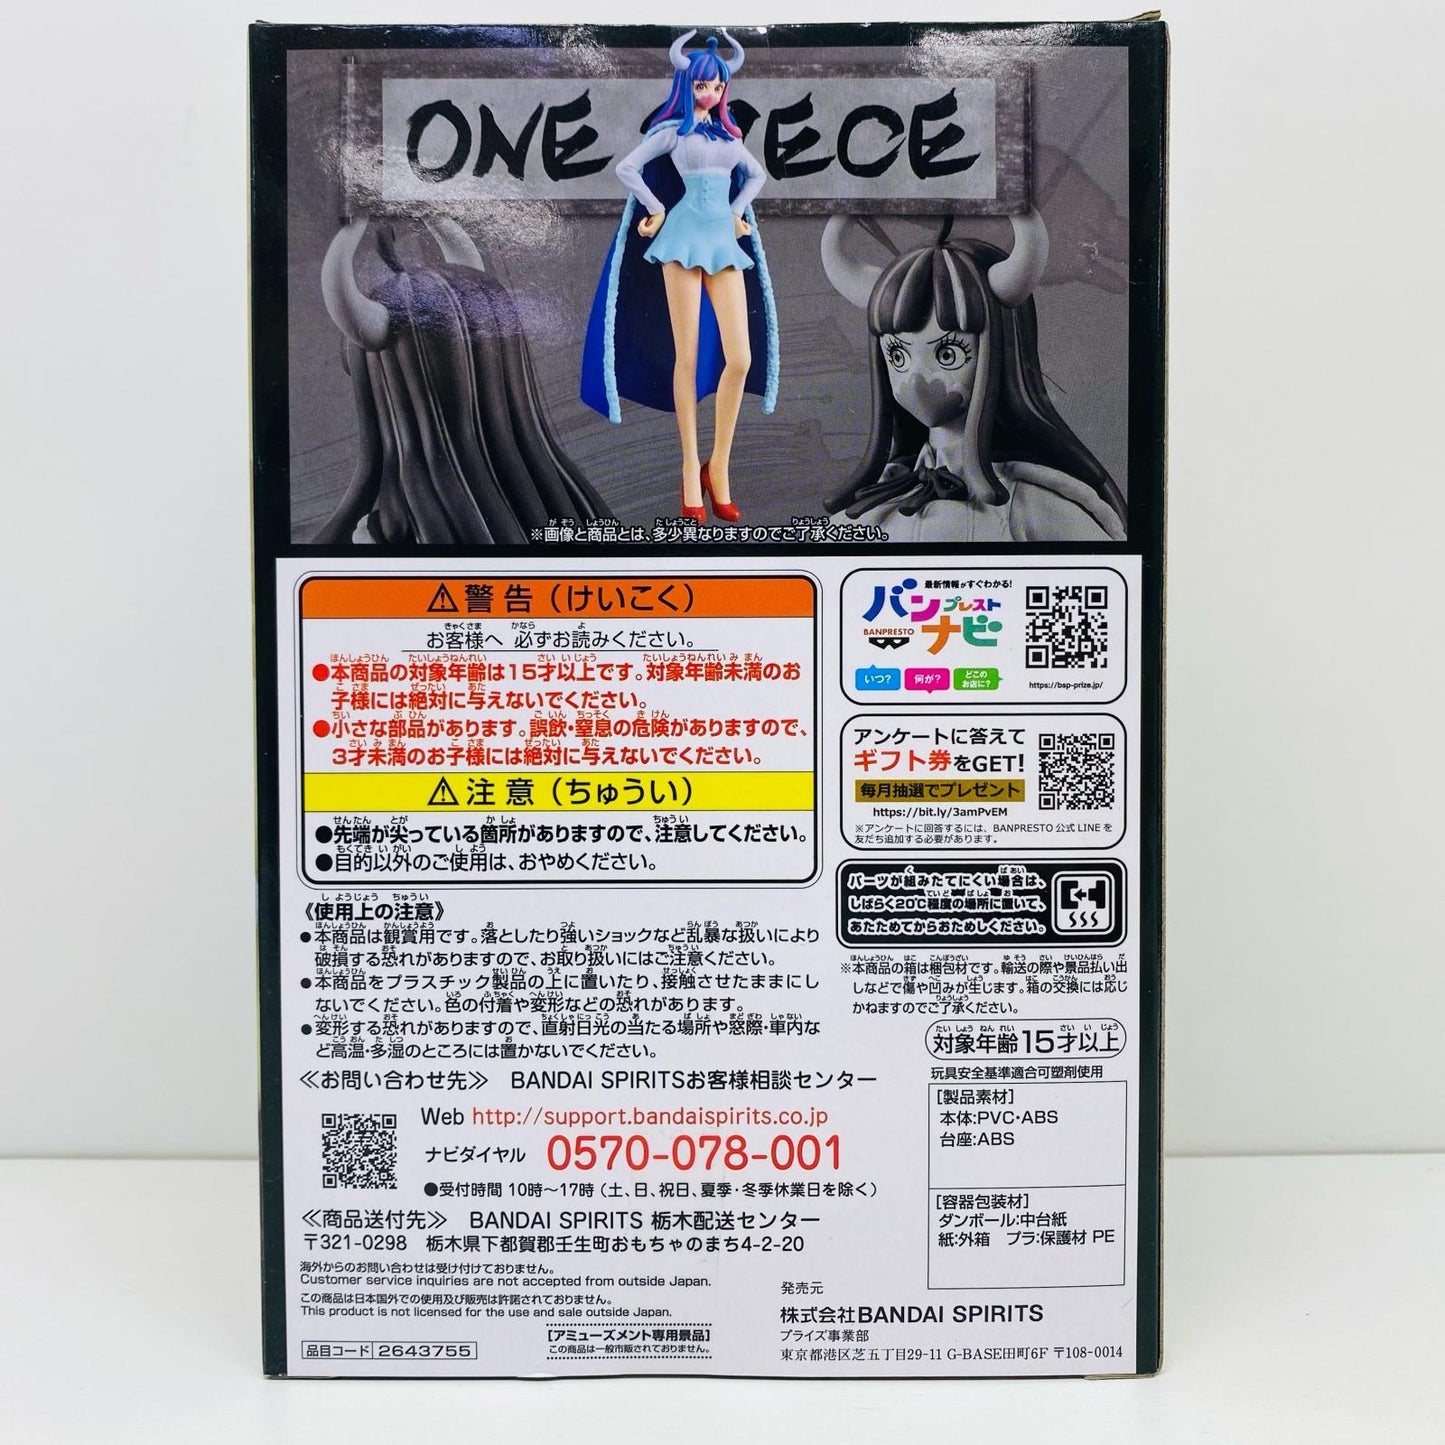 ONE PIECE
※画像と商品とは、多少異なりますのでご了承ください。
⚠警告(けいこく)
お客様へ 必ずお読みください。
●本商品の対象年齢は15才以上です。対象年齢未満のお
子様には絶対に与えないでください。
●小さな部品があります。誤飲・窒息の危険がありますので、
3才未満のお子様には絶対に与えないでください。
⚠注意(ちゅうい)
●先端が尖っている箇所がありますので、注意してください。
●目的以外のご使用は、おやめください。
《使用上の注意》
●本商品は観賞用です。落としたり強いショックなど乱暴な扱いにより
破損する恐れがありますので、お取り扱いにはご注意ください。
●本商品をプラスチック製品の上に置いたり、接触させたままにし
ないでください。色の付着や変形などの恐れがあります。
●変形する恐れがありますので、直射日光の当たる場所や窓際・車内な
ど高温・多湿のところには置かないでください。
≪お問い合わせ先≫ BANDAI SPIRITSお客様相談センター
Web http://support.bandaispirits.co.jp
ナビダイヤル 0570-078-001
●受付時間 10時〜17時(土、日、祝日、夏季・冬季休業日を除く)
≪商品送付先≫ BANDAI SPIRITS 栃木配送センター
〒321-0298 栃木県下都賀郡壬生町おもちゃのまち4-2-20
海外からのお問い合わせは受け付けておりません。
Customer service inquiries are not accepted from outside Japan.
この商品は日本国外での使用及び販売は許諾されておりません。
This product is not licensed for the use and sale outside Japan.
品目コード 2643755
[アミューズメント専用景品]
この商品は一般市販されておりません。
最新情報がすぐわかる!
バンプレストナビ
BANPRESTO
いつ? 何が? どこのお店に?
https://bsp-prize.jp/
アンケートに答えて
ギフト券をGET!
毎月抽選でプレゼント
https://bit.ly/3amPvEM
※アンケートに回答するには、BANPRESTO公式LINEを
友だち追加する必要があります。
パーツが組みたてにくい場合は、
しばらく20℃程度の場所に置いて、
あたためてからおためしください。
※本商品の箱は梱包材です。輸送の際や景品払い出
しなどで傷や凹みが生じます。箱の交換には応じ
かねますのでご了承ください。
対象年齢15才以上
玩具安全基準適合可塑剤使用
[製品素材]
本体:PVC・ABS
台座:ABS
[容器包装材]
ダンボール:中台紙
紙:外箱 プラ:保護材 PE
発売元
株式会社BANDAI SPIRITS
プライズ事業部
東京都港区芝五丁目29-11 G-BASE田町6F 〒108-0014